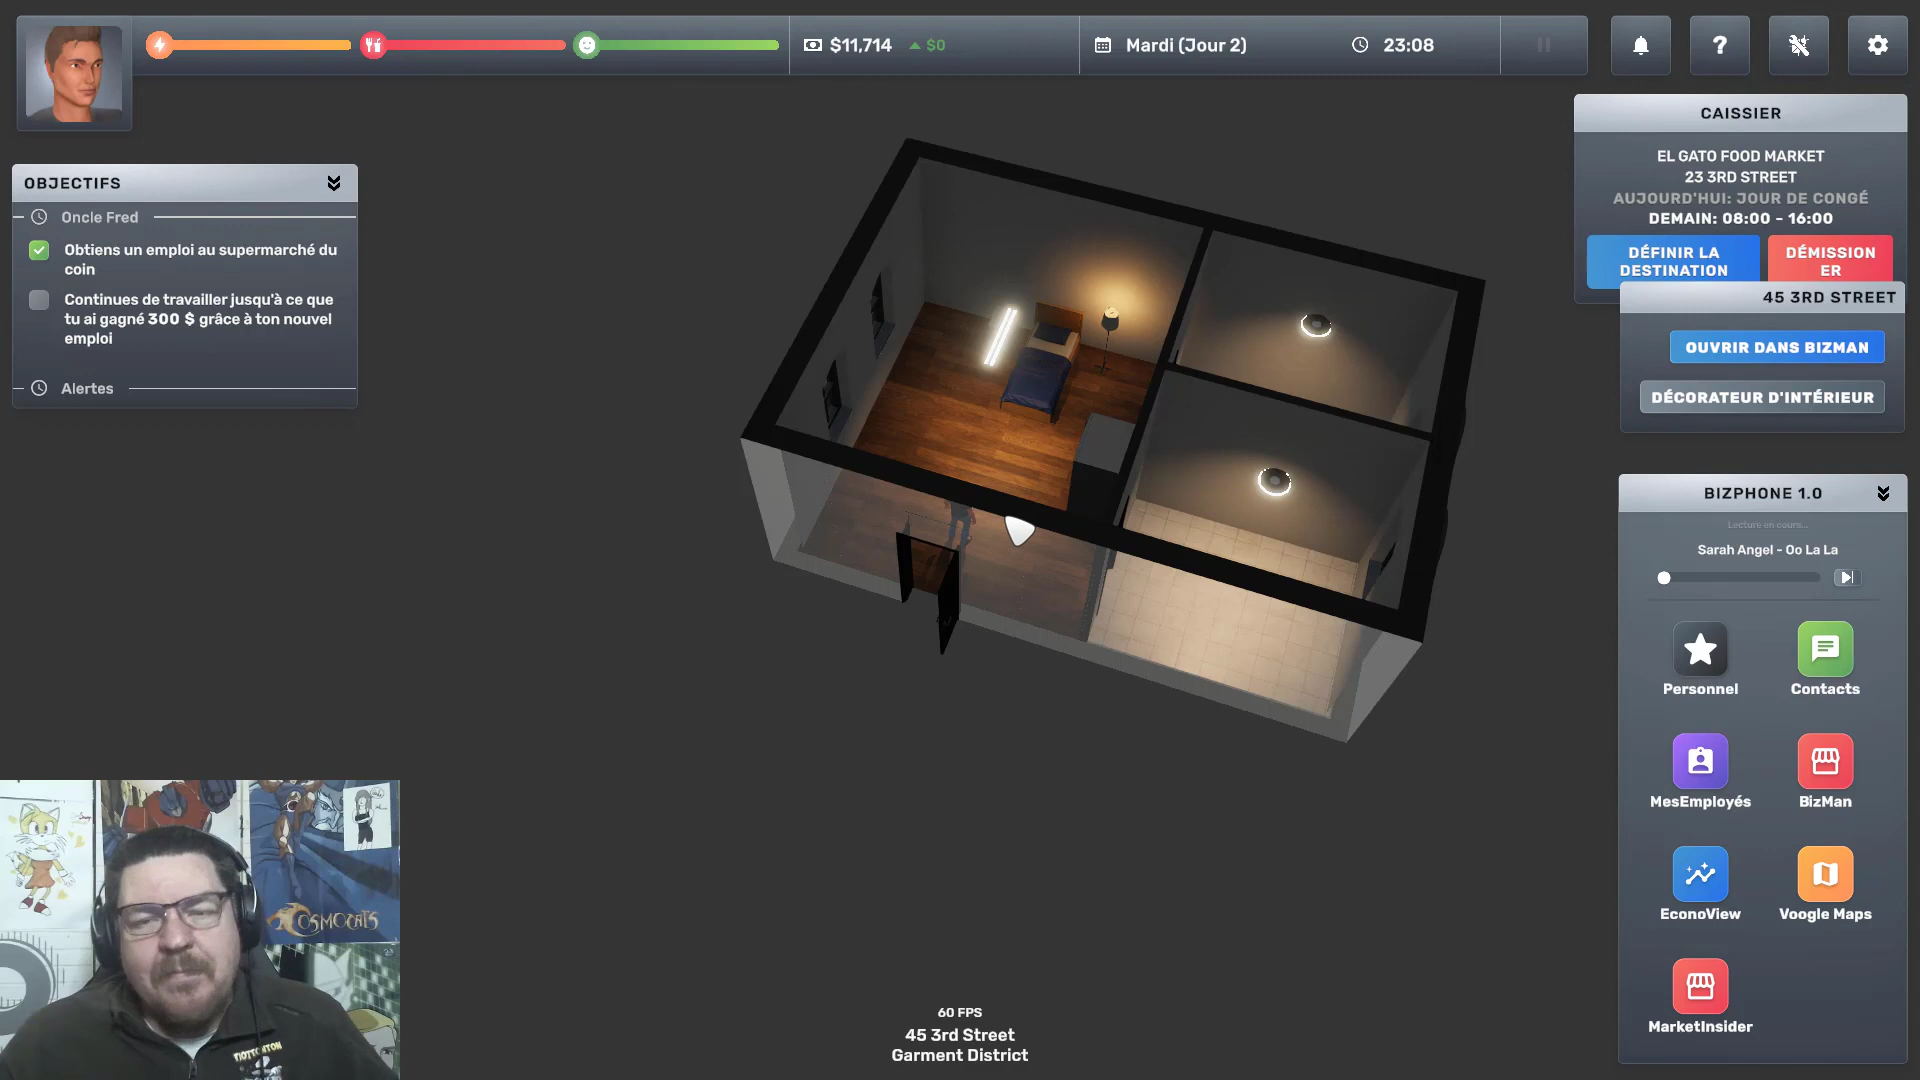 $11,714
$0
Mardi (Jour 2)
23:08
?
OBJECTIFS
Oncle Fred
Obtiens un emploi au supermarché du
coin
Continues de travailler jusqu'à ce que
tu ai gagné 300 $ grâce à ton nouvel
emploi
Alertes
CAISSIER
EL GATO FOOD MARKET
23 3RD STREET
AUJOURD'HUI: JOUR DE CONGÉ
DEMAIN: 08:00 - 16:00
DÉFINIR LA
DESTINATION
DÉMISSION
ER
45 3RD STREET
OUVRIR DANS BIZMAN
DÉCORATEUR D'INTÉRIEUR
BIZPHONE 1.0
Lecture en cours...
Sarah Angel - Oo La La
Personnel
Contacts
MesEmployés
BizMan
EconoView
Voogle Maps
MarketInsider
COSMOCATS
60 FPS
45 3rd Street
Garment District